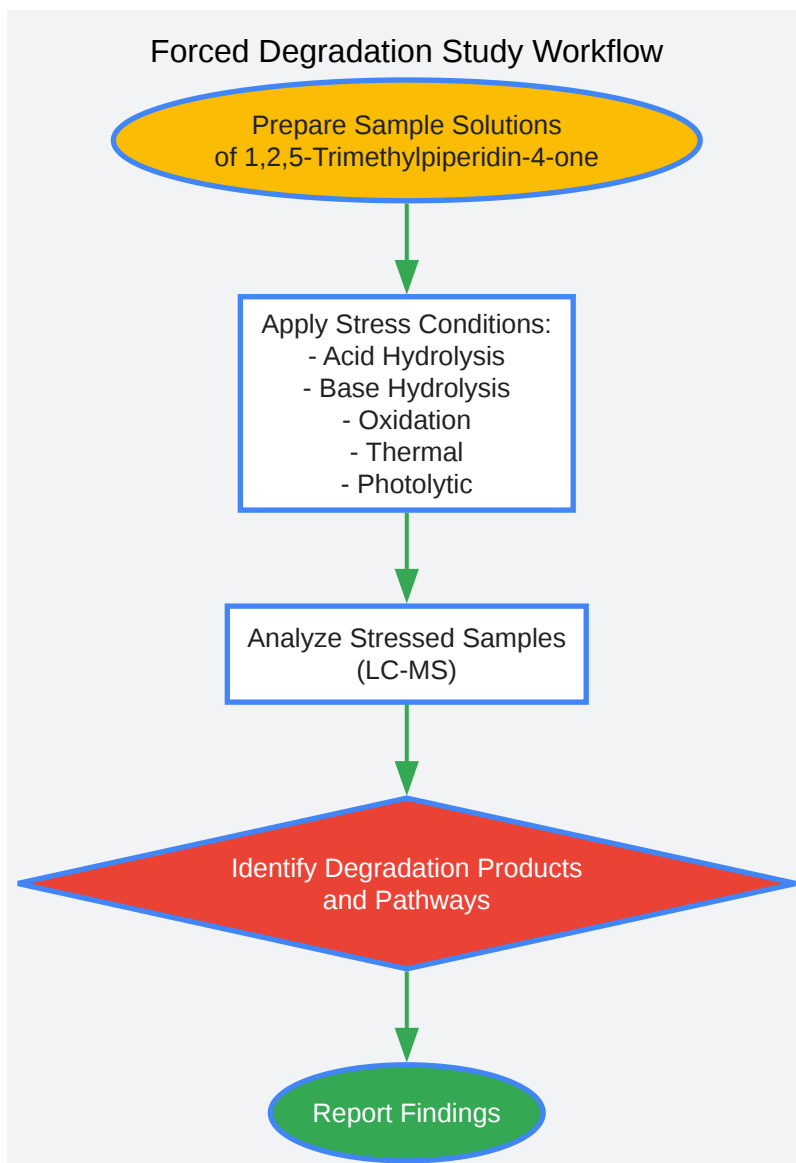 Forced Degradation Study Workflow
Prepare Sample Solutions
of 1,2,5-Trimethylpiperidin-4-one
Apply Stress Conditions:
- Acid Hydrolysis
- Base Hydrolysis
- Oxidation
- Thermal
- Photolytic
Analyze Stressed Samples
(LC-MS)
Identify Degradation Products
and Pathways
Report Findings